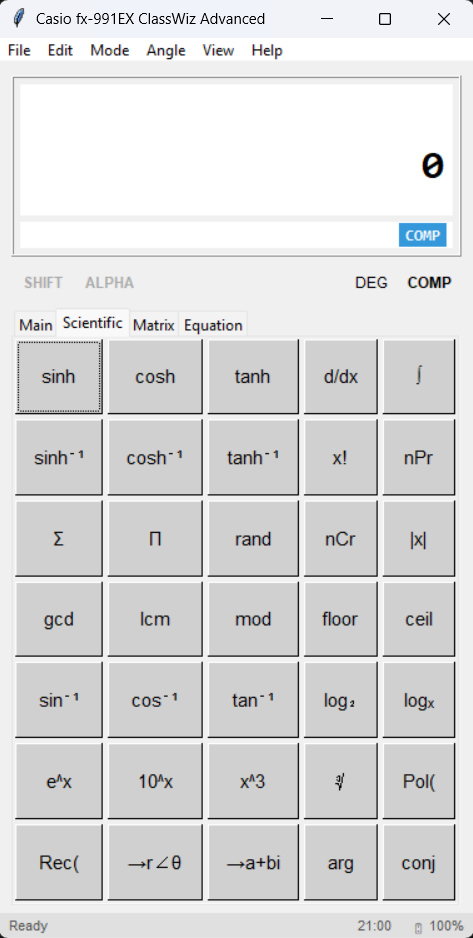 Casio fx-991EX ClassWiz Advanced
File Edit Mode Angle View Help
0
COMP
SHIFT ALPHA DEG COMP
Main Scientific Matrix Equation
sinh cosh tanh d/dx ∫
sinh⁻¹ cosh⁻¹ tanh⁻¹ x! nPr
Σ Π rand nCr |x|
gcd lcm mod floor ceil
sin⁻¹ cos⁻¹ tan⁻¹ log₂ logₓ
e^x 10^x x^3 ∛ Pol(
Rec( →r∠θ →a+bi arg conj
Ready 21:00 100%